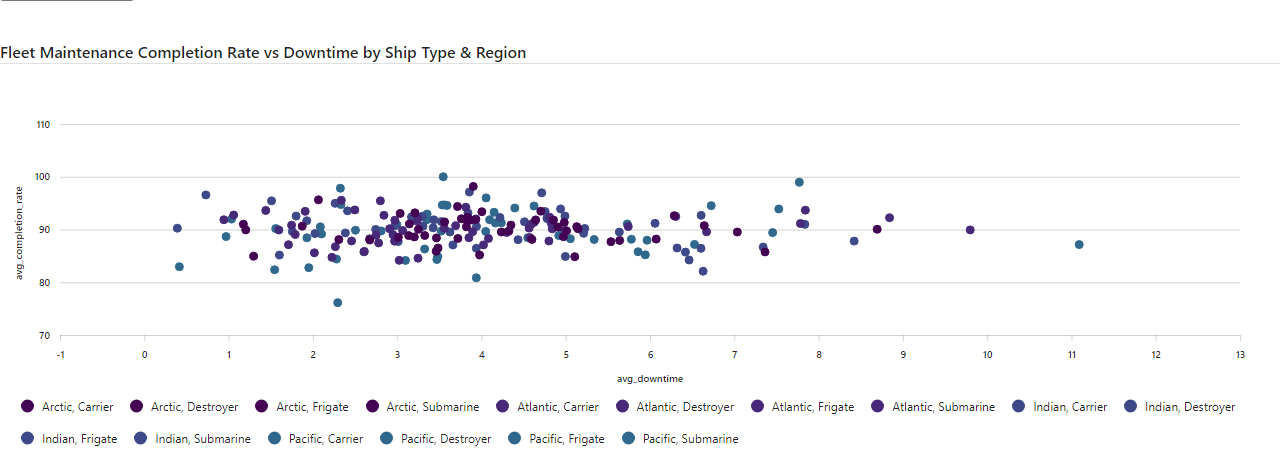 Fleet Maintenance Completion Rate vs Downtime by Ship Type & Region
110
100
90
80
70
avg_completion_rate
-1 0 1 2 3 4 5 6 7 8 9 10 11 12 13
avg_downtime
Arctic, Carrier Arctic, Destroyer Arctic, Frigate Arctic, Submarine Atlantic, Carrier Atlantic, Destroyer Atlantic, Frigate Atlantic, Submarine Indian, Carrier Indian, Destroyer
Indian, Frigate Indian, Submarine Pacific, Carrier Pacific, Destroyer Pacific, Frigate Pacific, Submarine